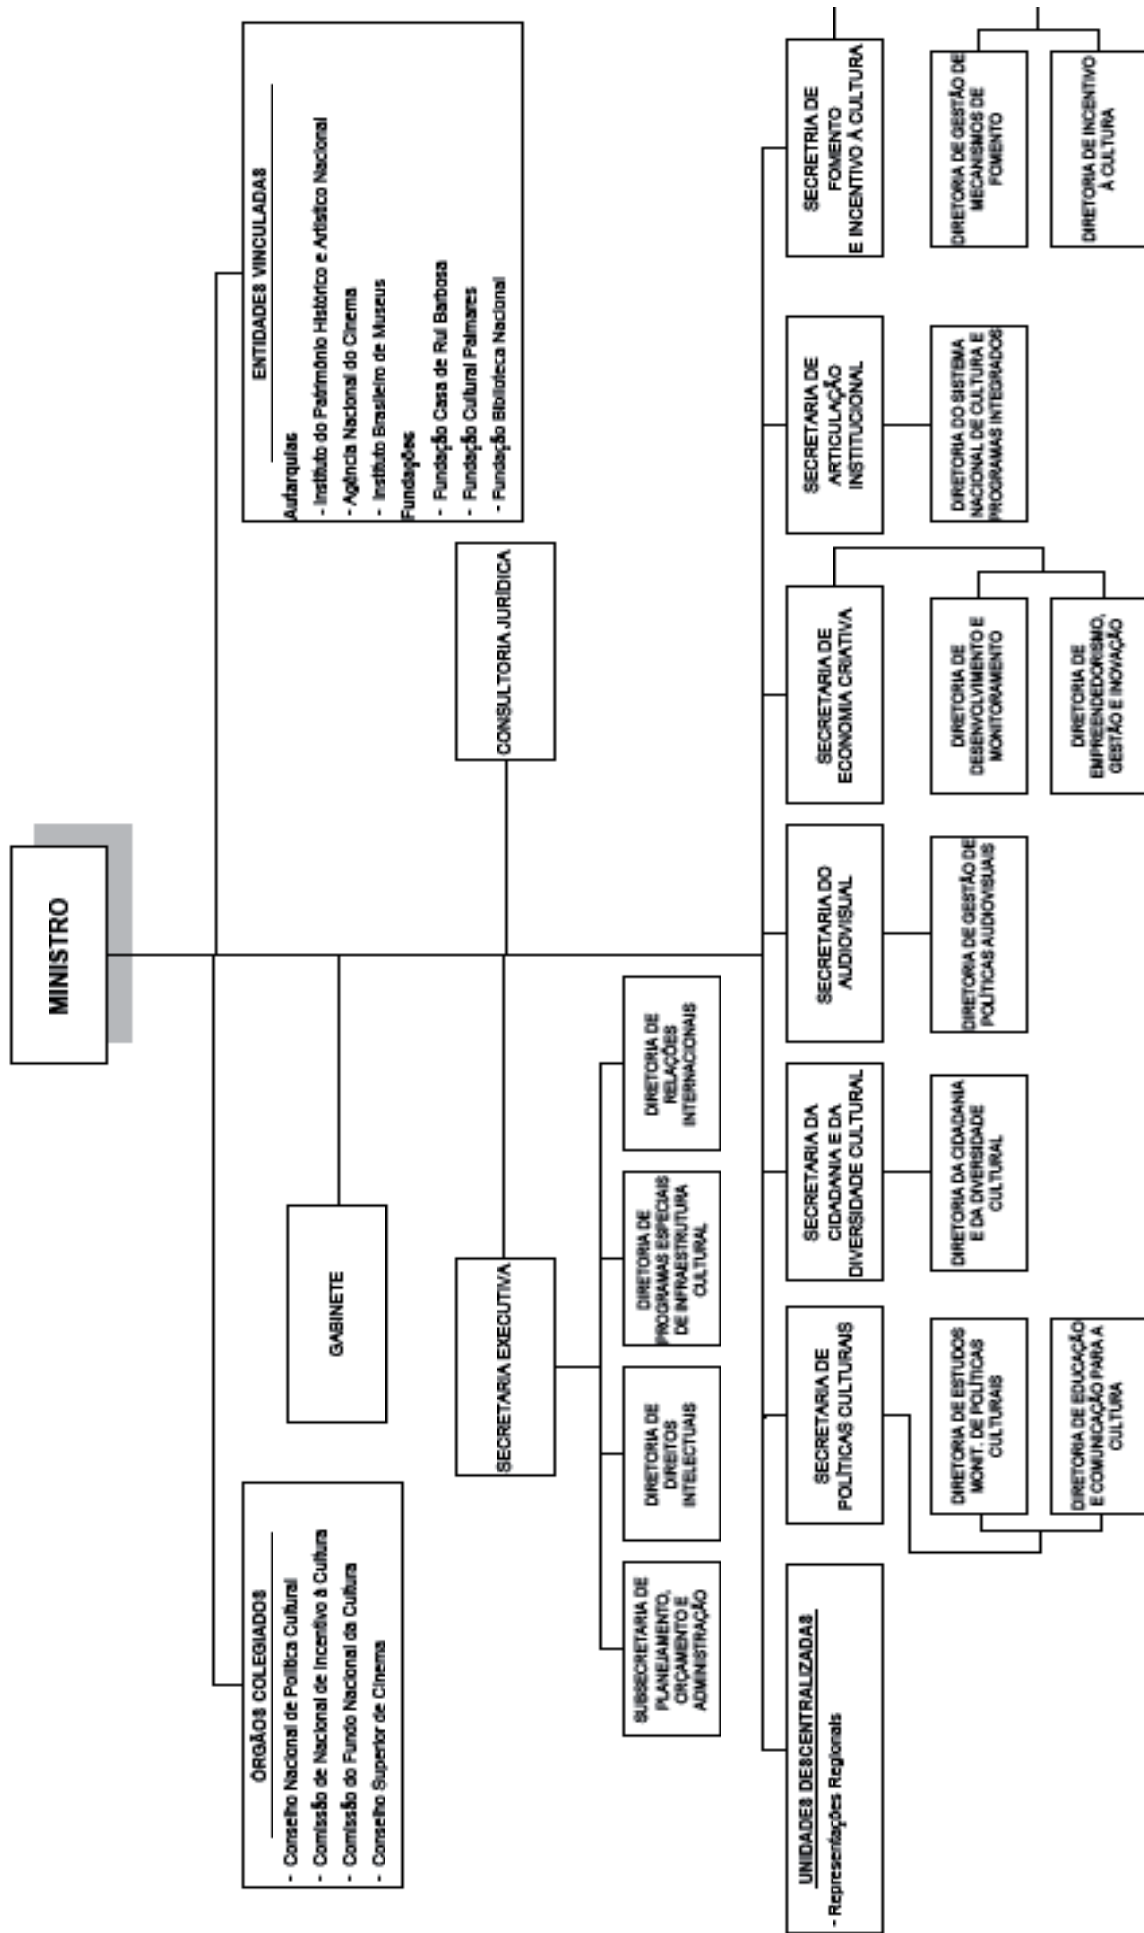 MINISTRO
ÓRGÃOS COLEGIADOS
- Conselho Nacional de Política Cultural
- Comissão de Nacional de Incentivo à Cultura
- Comissão do Fundo Nacional da Cultura
- Conselho Superior de Cinema
GABINETE
ENTIDADES VINCULADAS
Autarquias
- Instituto do Patrimônio Histórico e Artístico Nacional
- Agência Nacional do Cinema
- Instituto Brasileiro de Museus
Fundações
- Fundação Casa de Rui Barbosa
- Fundação Cultural Palmares
- Fundação Biblioteca Nacional
SECRETARIA EXECUTIVA
CONSULTORIA JURÍDICA
SUBSECRETARIA DE
PLANEJAMENTO,
ORÇAMENTO E
ADMINISTRAÇÃO
DIRETORIA DE
DIREITOS
INTELECTUAIS
DIRETORIA DE
PROGRAMAS ESPECIAIS
DE INFRAESTRUTURA
CULTURAL
DIRETORIA DE
RELAÇÕES
INTERNACIONAIS
UNIDADES DESCENTRALIZADAS
- Representações Regionais
SECRETARIA DE
POLÍTICAS CULTURAIS
SECRETARIA DA
CIDADANIA E DA
DIVERSIDADE CULTURAL
SECRETARIA DO
AUDIOVISUAL
SECRETARIA DE
ECONOMIA CRIATIVA
SECRETARIA DE
ARTICULAÇÃO
INSTITUCIONAL
SECRETRIA DE
FOMENTO
E INCENTIVO À CULTURA
DIRETORIA DE ESTUDOS
MONIT. DE POLÍTICAS
CULTURAIS
DIRETORIA DA CIDADANIA
E DA DIVERSIDADE
CULTURAL
DIRETORIA DE GESTÃO DE
POLÍTICAS AUDIOVISUAIS
DIRETORIA DE
DESENVOLVIMENTO E
MONITORAMENTO
DIRETORIA DO SISTEMA
NACIONAL DE CULTURA E
PROGRAMAS INTEGRADOS
DIRETORIA DE GESTÃO DE
MECANISMOS DE
FOMENTO
DIRETORIA DE EDUCAÇÃO
E COMUNICAÇÃO PARA A
CULTURA
DIRETORIA DE
EMPREENDEDORISMO,
GESTÃO E INOVAÇÃO
DIRETORIA DE INCENTIVO
À CULTURA